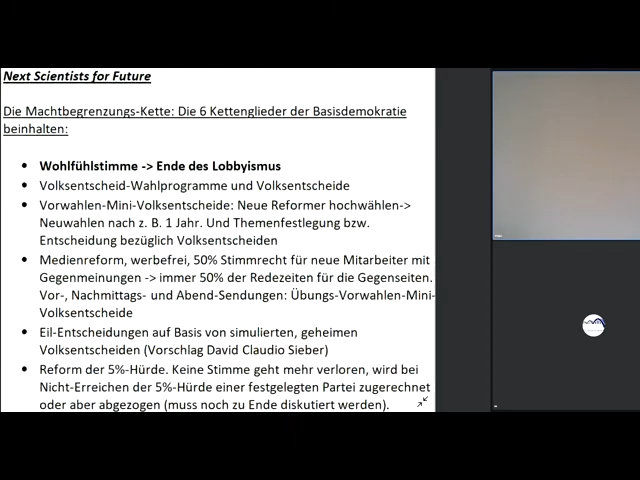 Next Scientists for Future
Die Machtbegrenzungs-Kette: Die 6 Kettenglieder der Basisdemokratie
beinhalten:
• Wohlfühlstimme -> Ende des Lobbyismus
• Volksentscheid-Wahlprogramme und Volksentscheide
• Vorwahlen-Mini-Volksentscheide: Neue Reformer hochwählen->
Neuwahlen nach z. B. 1 Jahr. Und Themenfestlegung bzw.
Entscheidung bezüglich Volksentscheiden
• Medienreform, werbefrei, 50% Stimmrecht für neue Mitarbeiter mit
Gegenmeinungen -> immer 50% der Redezeiten für die Gegenseiten.
Vor-, Nachmittags- und Abend-Sendungen: Übungs-Vorwahlen-Mini-
Volksentscheide
• Eil-Entscheidungen auf Basis von simulierten, geheimen
Volksentscheiden (Vorschlag David Claudio Sieber)
• Reform der 5%-Hürde. Keine Stimme geht mehr verloren, wird bei
Nicht-Erreichen der 5%-Hürde einer festgelegten Partei zugerechnet
oder aber abgezogen (muss noch zu Ende diskutiert werden).